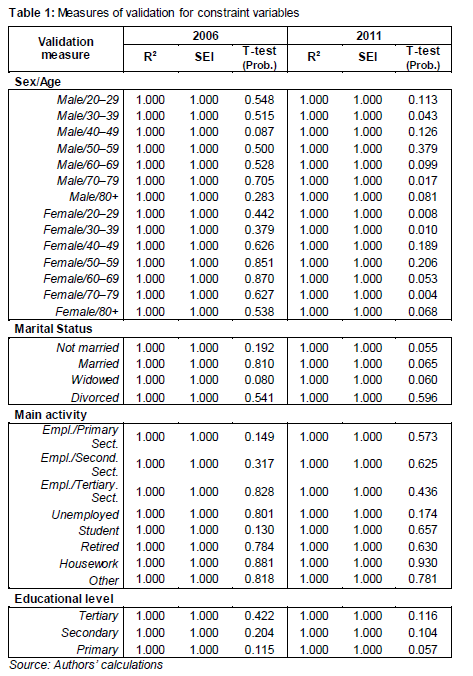 Table 1: Measures of validation for constraint variables
Validation measure 2006 2011
R² SEI T-test (Prob.) R² SEI T-test (Prob.)
Sex/Age
Male/20–29 1.000 1.000 0.548 1.000 1.000 0.113
Male/30–39 1.000 1.000 0.515 1.000 1.000 0.043
Male/40–49 1.000 1.000 0.087 1.000 1.000 0.126
Male/50–59 1.000 1.000 0.500 1.000 1.000 0.379
Male/60–69 1.000 1.000 0.528 1.000 1.000 0.099
Male/70–79 1.000 1.000 0.705 1.000 1.000 0.017
Male/80+ 1.000 1.000 0.283 1.000 1.000 0.081
Female/20–29 1.000 1.000 0.442 1.000 1.000 0.008
Female/30–39 1.000 1.000 0.379 1.000 1.000 0.010
Female/40–49 1.000 1.000 0.626 1.000 1.000 0.189
Female/50–59 1.000 1.000 0.851 1.000 1.000 0.206
Female/60–69 1.000 1.000 0.870 1.000 1.000 0.053
Female/70–79 1.000 1.000 0.627 1.000 1.000 0.004
Female/80+ 1.000 1.000 0.538 1.000 1.000 0.068
Marital Status
Not married 1.000 1.000 0.192 1.000 1.000 0.055
Married 1.000 1.000 0.810 1.000 1.000 0.065
Widowed 1.000 1.000 0.080 1.000 1.000 0.060
Divorced 1.000 1.000 0.541 1.000 1.000 0.596
Main activity
Empl./Primary Sect. 1.000 1.000 0.149 1.000 1.000 0.573
Empl./Second. Sect. 1.000 1.000 0.317 1.000 1.000 0.625
Empl./Tertiary. Sect. 1.000 1.000 0.828 1.000 1.000 0.436
Unemployed 1.000 1.000 0.801 1.000 1.000 0.174
Student 1.000 1.000 0.130 1.000 1.000 0.657
Retired 1.000 1.000 0.784 1.000 1.000 0.630
Housework 1.000 1.000 0.881 1.000 1.000 0.930
Other 1.000 1.000 0.818 1.000 1.000 0.781
Educational level
Tertiary 1.000 1.000 0.422 1.000 1.000 0.116
Secondary 1.000 1.000 0.204 1.000 1.000 0.104
Primary 1.000 1.000 0.115 1.000 1.000 0.057
Source: Authors' calculations